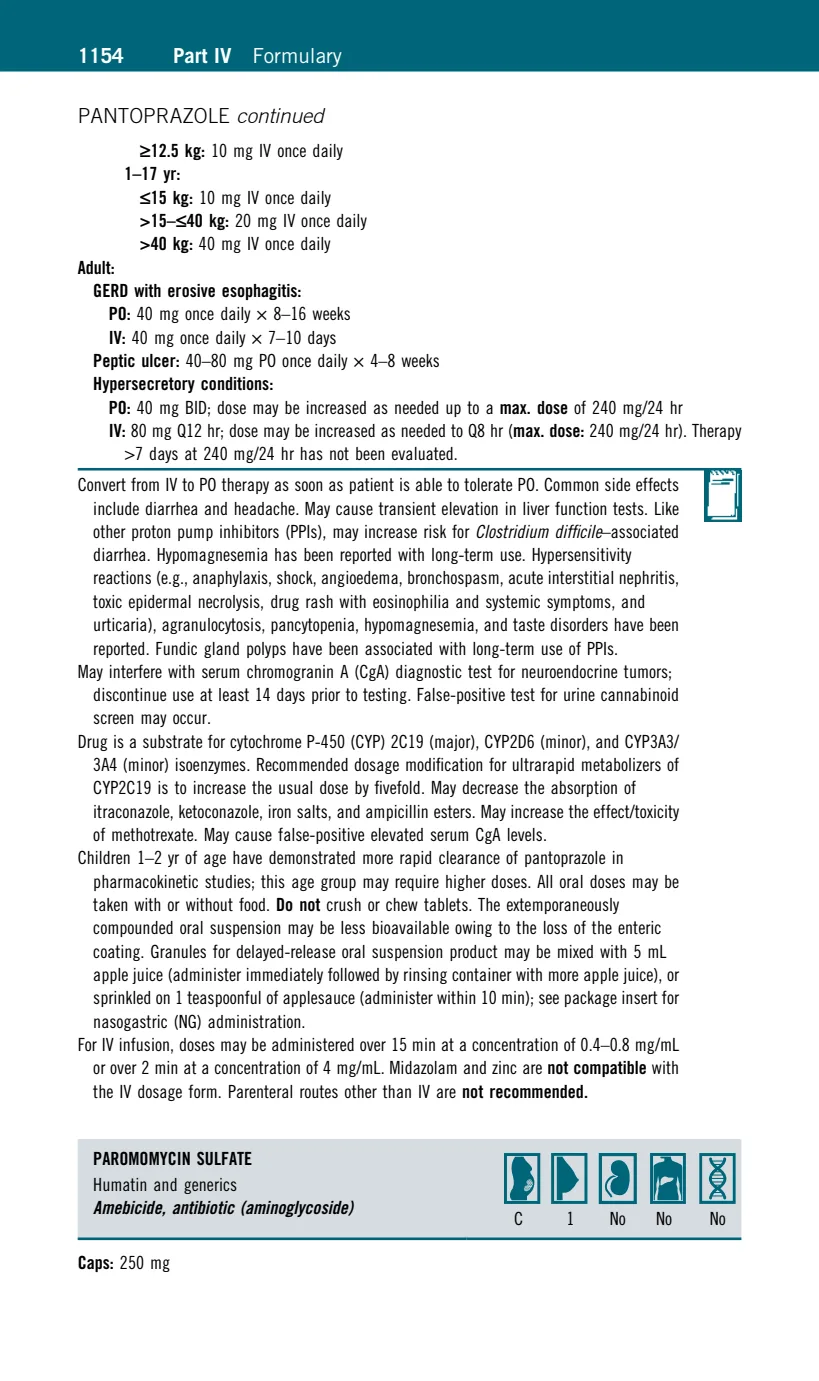 1154 Part IV Formulary
PANTOPRAZOLE continued
≥12.5 kg: 10 mg IV once daily
1–17 yr:
≤15 kg: 10 mg IV once daily
>15–≤40 kg: 20 mg IV once daily
>40 kg: 40 mg IV once daily
Adult:
GERD with erosive esophagitis:
PO: 40 mg once daily × 8–16 weeks
IV: 40 mg once daily × 7–10 days
Peptic ulcer: 40–80 mg PO once daily × 4–8 weeks
Hypersecretory conditions:
PO: 40 mg BID; dose may be increased as needed up to a max. dose of 240 mg/24 hr
IV: 80 mg Q12 hr; dose may be increased as needed to Q8 hr (max. dose: 240 mg/24 hr). Therapy
>7 days at 240 mg/24 hr has not been evaluated.
Convert from IV to PO therapy as soon as patient is able to tolerate PO. Common side effects
include diarrhea and headache. May cause transient elevation in liver function tests. Like
other proton pump inhibitors (PPIs), may increase risk for Clostridium difficile–associated
diarrhea. Hypomagnesemia has been reported with long-term use. Hypersensitivity
reactions (e.g., anaphylaxis, shock, angioedema, bronchospasm, acute interstitial nephritis,
toxic epidermal necrolysis, drug rash with eosinophilia and systemic symptoms, and
urticaria), agranulocytosis, pancytopenia, hypomagnesemia, and taste disorders have been
reported. Fundic gland polyps have been associated with long-term use of PPIs.
May interfere with serum chromogranin A (CgA) diagnostic test for neuroendocrine tumors;
discontinue use at least 14 days prior to testing. False-positive test for urine cannabinoid
screen may occur.
Drug is a substrate for cytochrome P-450 (CYP) 2C19 (major), CYP2D6 (minor), and CYP3A3/
3A4 (minor) isoenzymes. Recommended dosage modification for ultrarapid metabolizers of
CYP2C19 is to increase the usual dose by fivefold. May decrease the absorption of
itraconazole, ketoconazole, iron salts, and ampicillin esters. May increase the effect/toxicity
of methotrexate. May cause false-positive elevated serum CgA levels.
Children 1–2 yr of age have demonstrated more rapid clearance of pantoprazole in
pharmacokinetic studies; this age group may require higher doses. All oral doses may be
taken with or without food. Do not crush or chew tablets. The extemporaneously
compounded oral suspension may be less bioavailable owing to the loss of the enteric
coating. Granules for delayed-release oral suspension product may be mixed with 5 mL
apple juice (administer immediately followed by rinsing container with more apple juice), or
sprinkled on 1 teaspoonful of applesauce (administer within 10 min); see package insert for
nasogastric (NG) administration.
For IV infusion, doses may be administered over 15 min at a concentration of 0.4–0.8 mg/mL
or over 2 min at a concentration of 4 mg/mL. Midazolam and zinc are not compatible with
the IV dosage form. Parenteral routes other than IV are not recommended.
PAROMOMYCIN SULFATE
Humatin and generics
Amebicide, antibiotic (aminoglycoside)
C 1 No No No
Caps: 250 mg